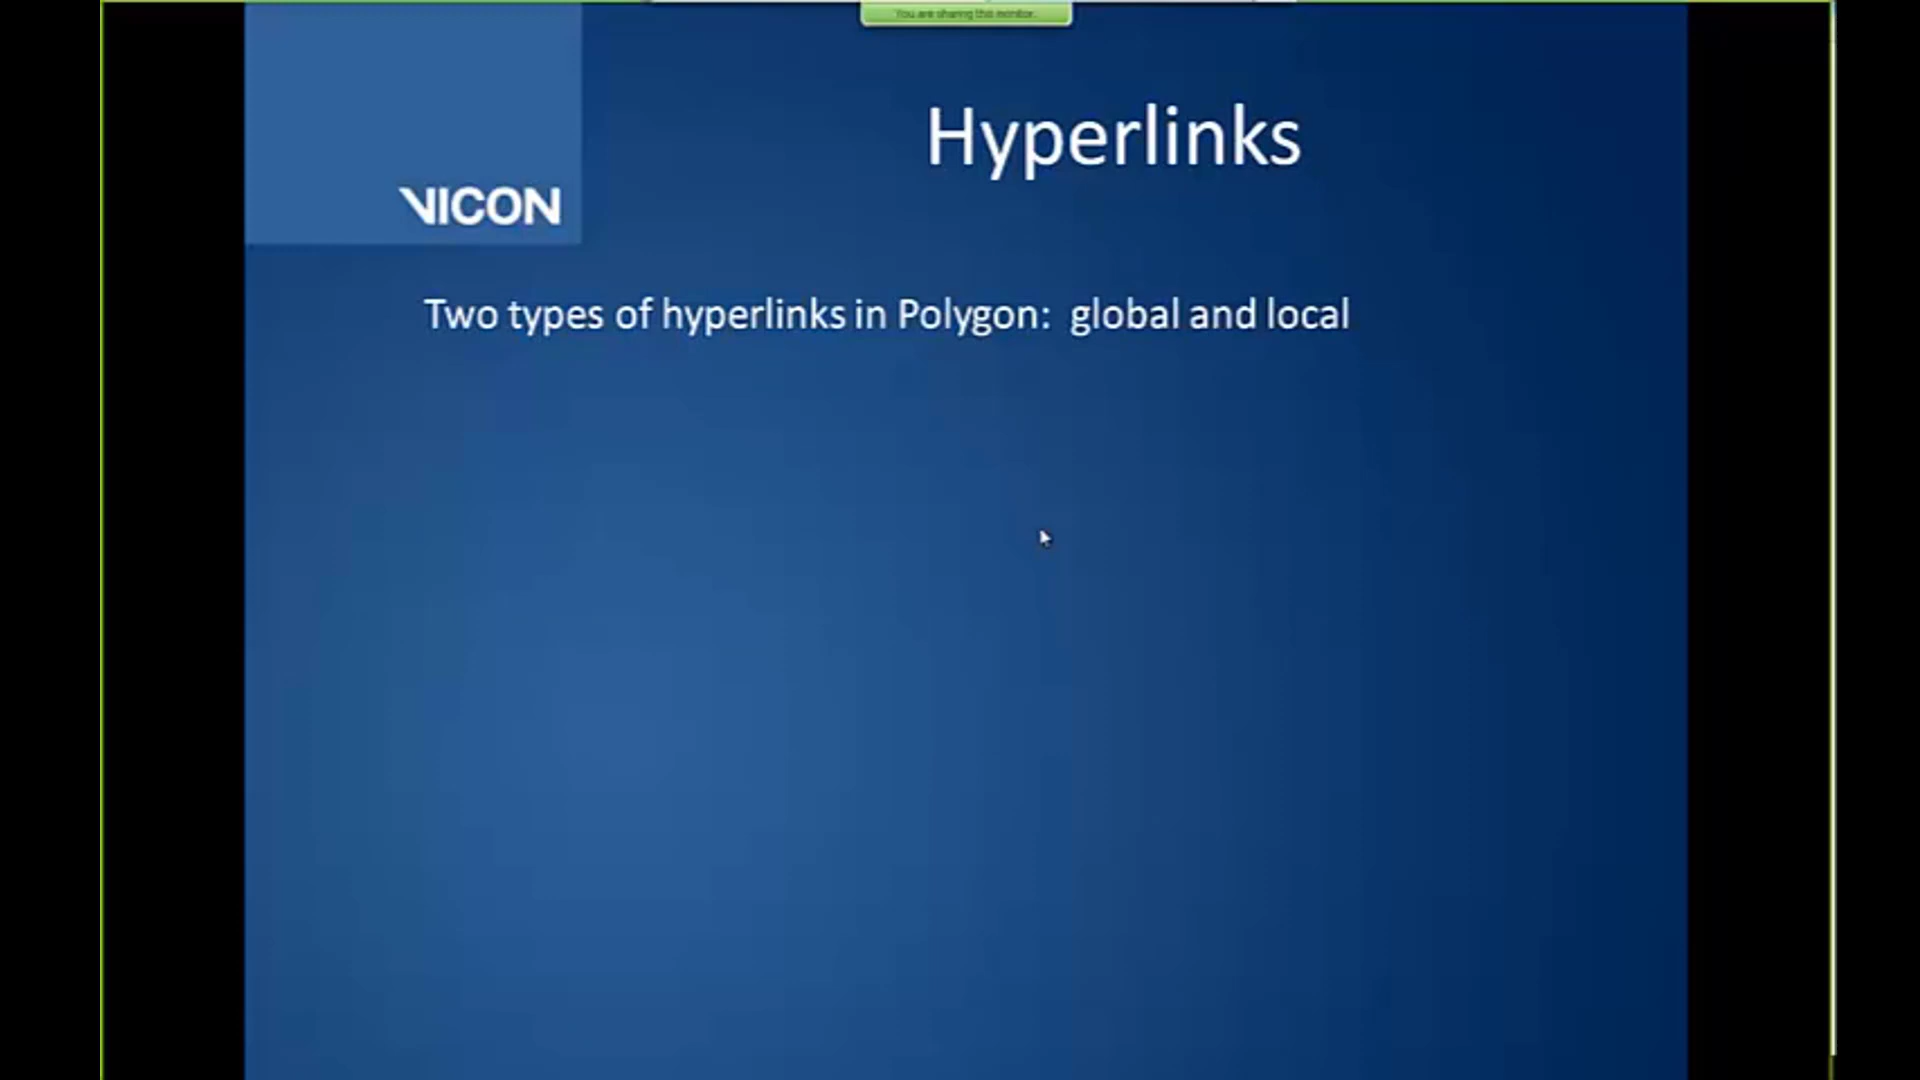 You are sharing this monitor.
Hyperlinks
VICON
Two types of hyperlinks in Polygon: global and local